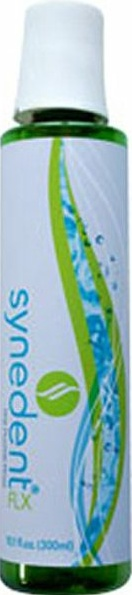 synedent®
RX
10.1 fl.oz. (300ml)